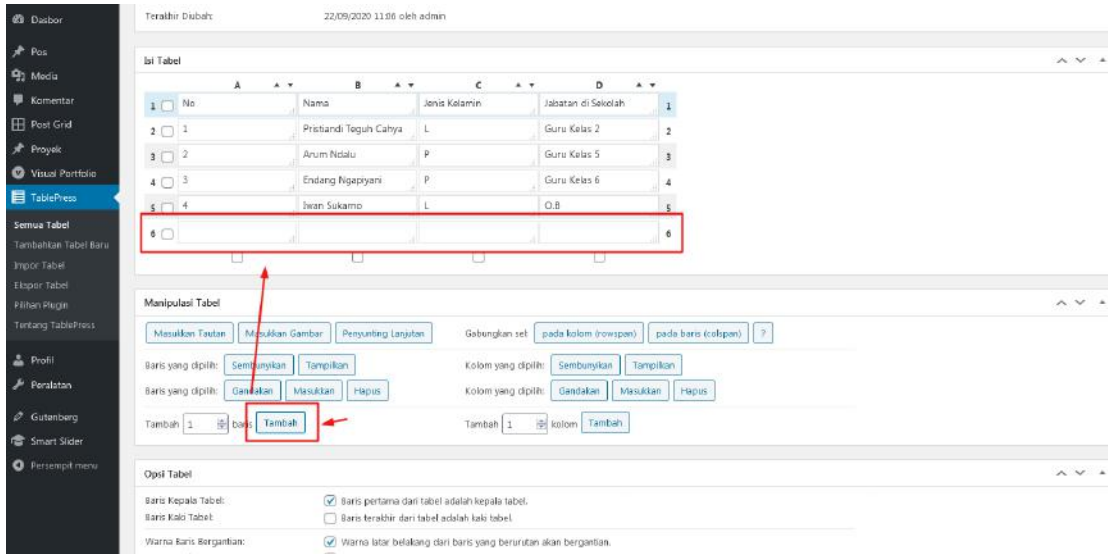 Dasbor
Pos
Media
Komentar
Post Grid
Proyek
Visual Portfolio
TablePress
Semua Tabel
Tambahkan Tabel Baru
Impor Tabel
Ekspor Tabel
Pilihan Plugin
Tentang TablePress
Profil
Peralatan
Gutenberg
Smart Slider
Persempit menu
Terakhir Diubah: 22/09/2020 11:06 oleh admin
Isi Tabel
A B C D
1 No Nama Jenis Kelamin Jabatan di Sekolah 1
2 1 Pristiandi Teguh Cahya L Guru Kelas 2 2
3 2 Arum Ndalu P Guru Kelas 5 3
4 3 Endang Ngapiyani P Guru Kelas 6 4
5 4 Iwan Sukarno L O.B 5
6 6
Manipulasi Tabel
Masukkan Tautan Masukkan Gambar Penyunting Lanjutan Gabungkan set: pada kolom (rowspan) pada baris (colspan) ?
Baris yang dipilih: Sembunyikan Tampilkan Kolom yang dipilih: Sembunyikan Tampilkan
Baris yang dipilih: Gandakan Masukkan Hapus Kolom yang dipilih: Gandakan Masukkan Hapus
Tambah 1 baris Tambah Tambah 1 kolom Tambah
Opsi Tabel
Baris Kepala Tabel: Baris pertama dari tabel adalah kepala tabel.
Baris Kaki Tabel: Baris terakhir dari tabel adalah kaki tabel.
Warna Baris Bergantian: Warna latar belakang dari baris yang berurutan akan bergantian.